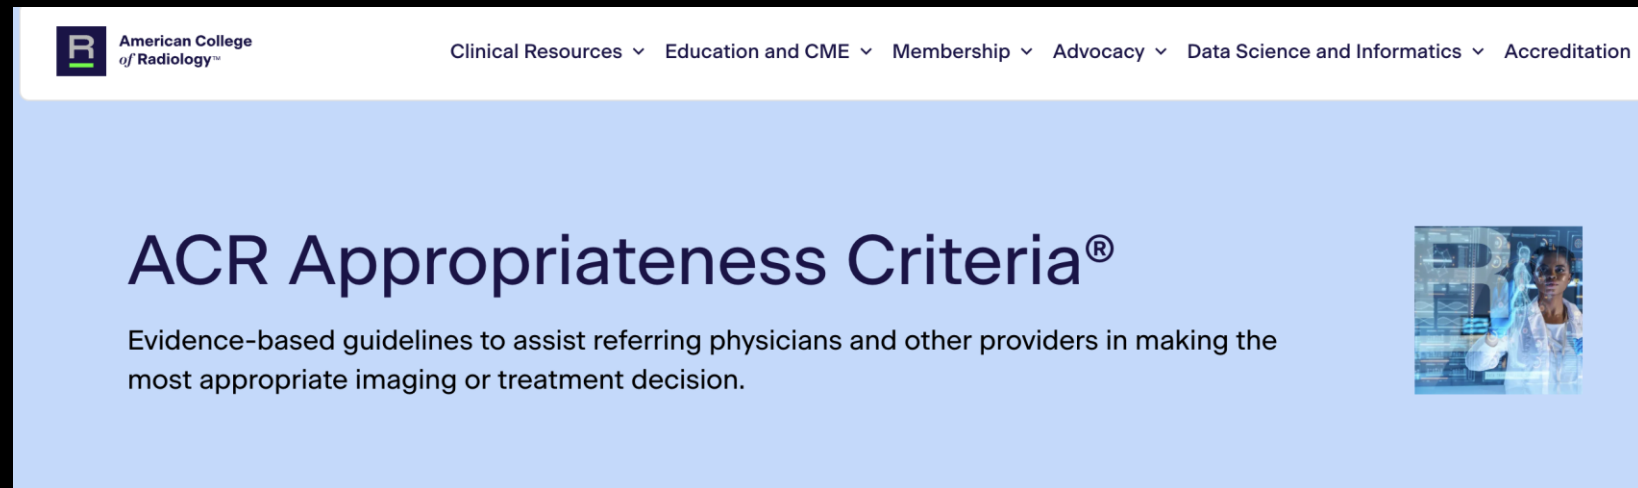 R
American College
of Radiology™
Clinical Resources
Education and CME
Membership
Advocacy
Data Science and Informatics
Accreditation
ACR Appropriateness Criteria®
Evidence-based guidelines to assist referring physicians and other providers in making the
most appropriate imaging or treatment decision.